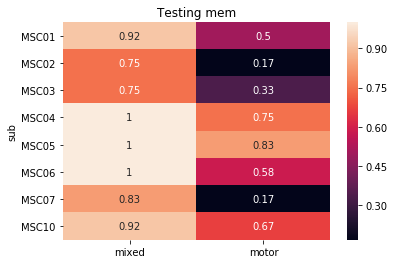 Testing mem
MSC01 0.92 0.5 0.90
MSC02 0.75 0.17
MSC03 0.75 0.33 0.75
MSC04 1 0.75
sub MSC05 1 0.83 0.60
MSC06 1 0.58 0.45
MSC07 0.83 0.17
MSC10 0.92 0.67 0.30
mixed motor